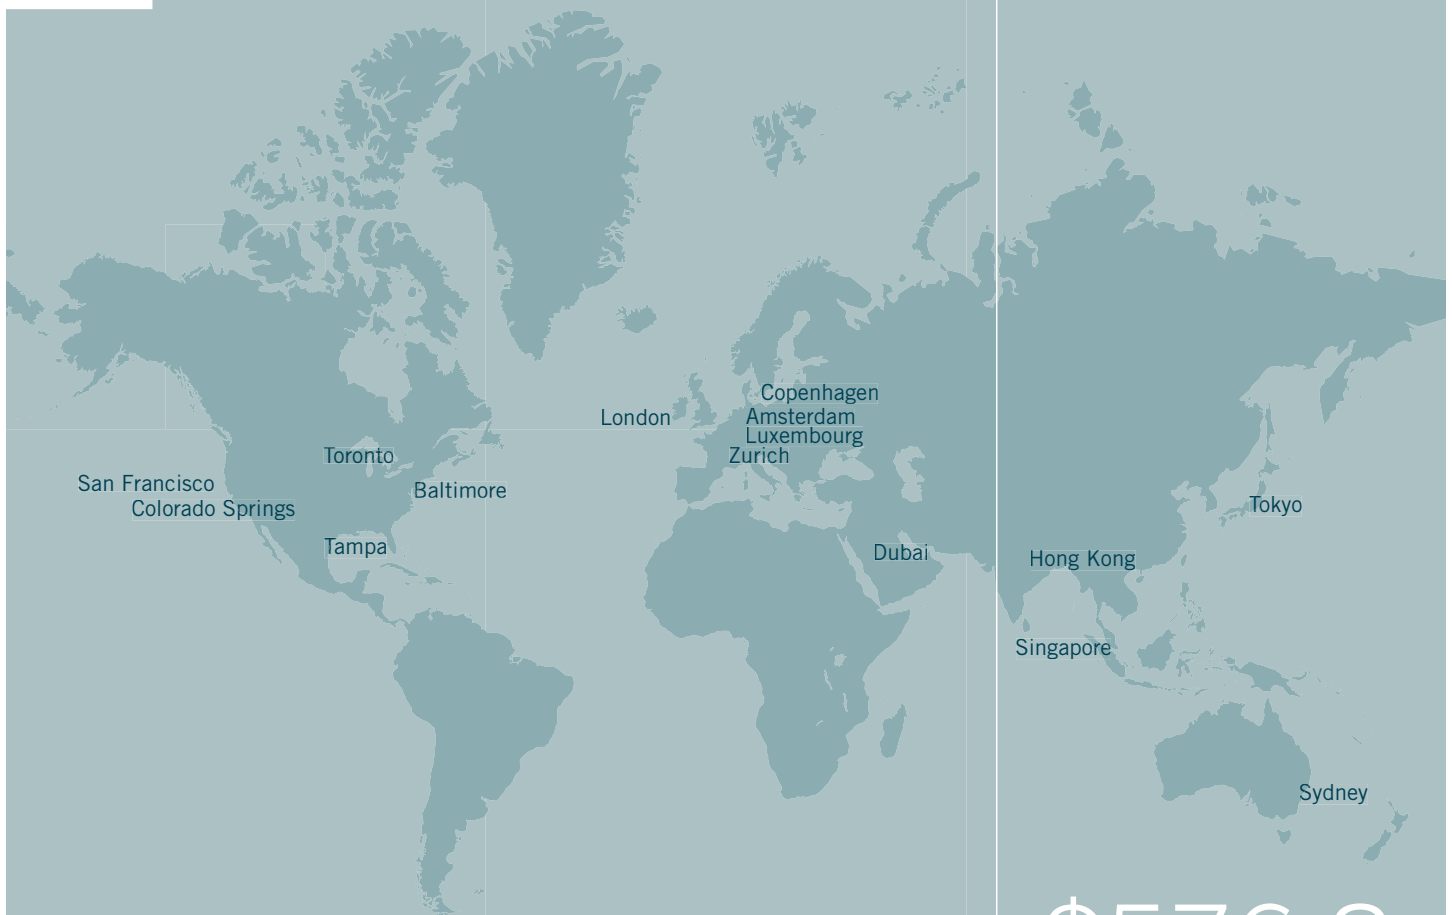 Copenhagen
London
Amsterdam
Luxembourg
Toronto
Zurich
San Francisco
Baltimore
Colorado Springs
Tokyo
Tampa
Dubai
Hong Kong
Singapore
Sydney